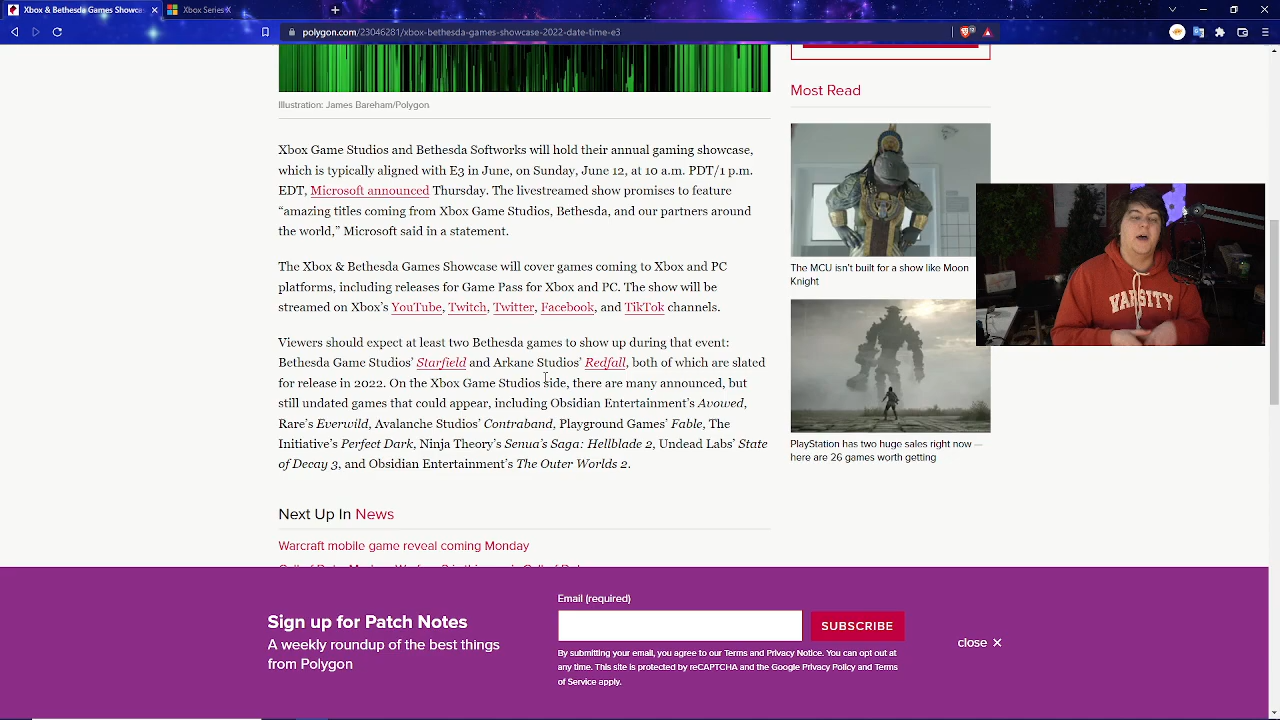 Xbox & Bethesda Games Showcas
Xbox Series
polygon.com/23046281/xbox-bethesda-games-showcase-2022-date-time-e3
Illustration: James Bareham/Polygon
Xbox Game Studios and Bethesda Softworks will hold their annual gaming showcase,
which is typically aligned with E3 in June, on Sunday, June 12, at 10 a.m. PDT/1 p.m.
EDT, Microsoft announced Thursday. The livestreamed show promises to feature
“amazing titles coming from Xbox Game Studios, Bethesda, and our partners around
the world,” Microsoft said in a statement.
The Xbox & Bethesda Games Showcase will cover games coming to Xbox and PC
platforms, including releases for Game Pass for Xbox and PC. The show will be
streamed on Xbox’s YouTube, Twitch, Twitter, Facebook, and TikTok channels.
Viewers should expect at least two Bethesda games to show up during that event:
Bethesda Game Studios’ Starfield and Arkane Studios’ Redfall, both of which are slated
for release in 2022. On the Xbox Game Studios side, there are many announced, but
still undated games that could appear, including Obsidian Entertainment’s Avowed,
Rare’s Everwild, Avalanche Studios’ Contraband, Playground Games’ Fable, The
Initiative’s Perfect Dark, Ninja Theory’s Senua’s Saga: Hellblade 2, Undead Labs’ State
of Decay 3, and Obsidian Entertainment’s The Outer Worlds 2.
Next Up In News
Warcraft mobile game reveal coming Monday
Most Read
The MCU isn’t built for a show like Moon
Knight
VARSITY
PlayStation has two huge sales right now —
here are 26 games worth getting
Sign up for Patch Notes
A weekly roundup of the best things
from Polygon
Email (required)
SUBSCRIBE
By submitting your email, you agree to our Terms and Privacy Notice. You can opt out at
any time. This site is protected by reCAPTCHA and the Google Privacy Policy and Terms
of Service apply.
close ×